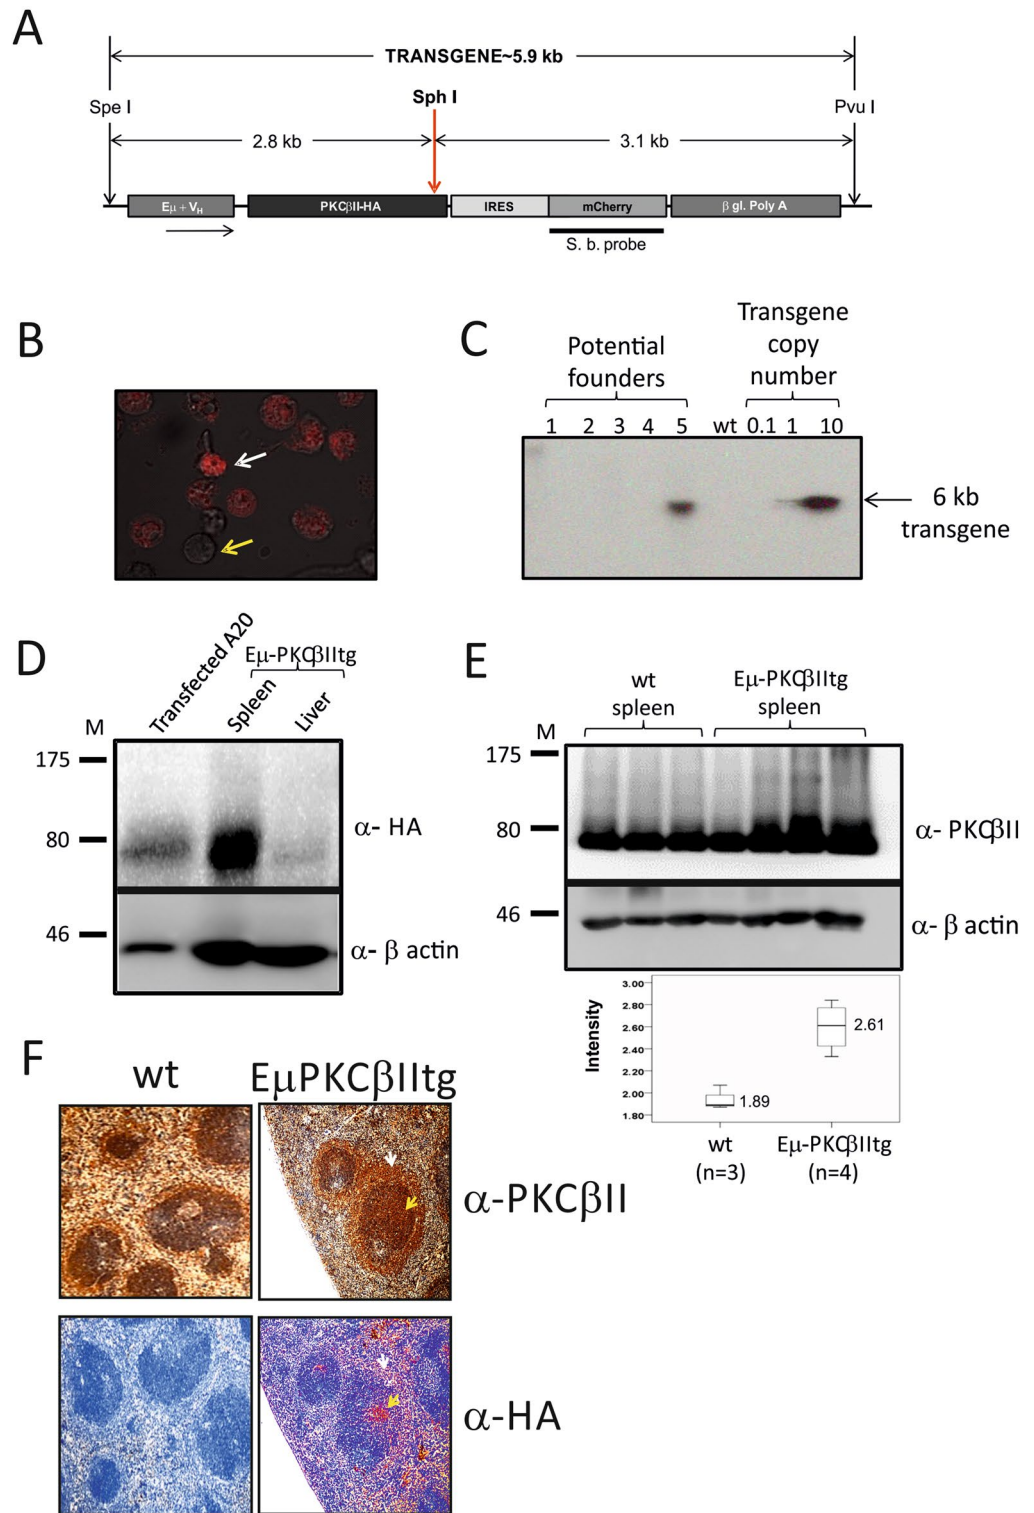 A
TRANSGENE~5.9 kb
Spe I
Sph I
Pvu I
2.8 kb
3.1 kb
Eμ + VH
PKCβII-HA
IRES
mCherry
β gl. Poly A
S. b. probe
B
C
Potential
founders
Transgene
copy
number
1 2 3 4 5 wt 0.1 1 10
6 kb
transgene
D
Transfected A20
Eμ-PKCβIItg
Spleen
Liver
M
175
80
46
α- HA
α- β actin
E
wt
spleen
Eμ-PKCβIItg
spleen
M
175
80
46
α- PKCβII
α- β actin
Intensity
3.00
2.80
2.60
2.40
2.20
2.00
1.80
1.89
2.61
wt
(n=3)
Eμ-PKCβIItg
(n=4)
F
wt
EμPKCβIItg
α-PKCβII
α-HA